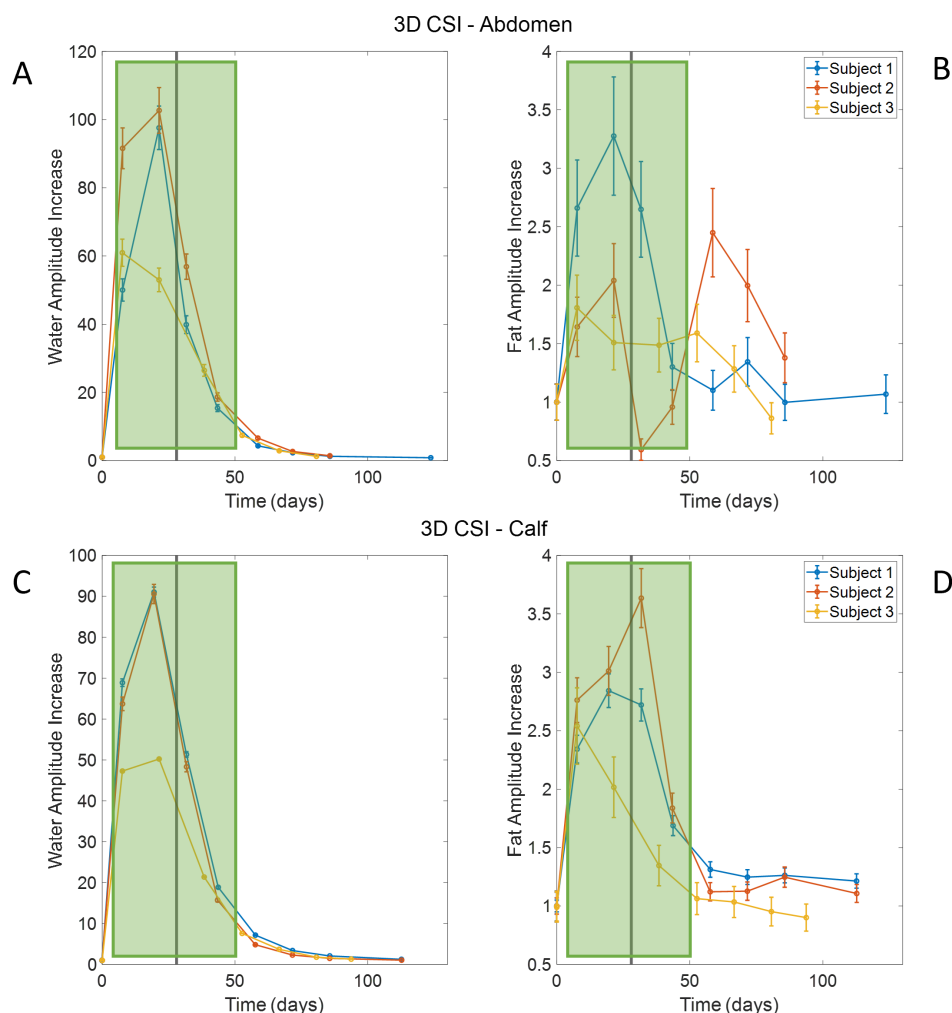 3D CSI - Abdomen
A
B
Water Amplitude Increase
120
100
80
60
40
20
0
0 50 100
Time (days)
Fat Amplitude Increase
4
3.5
3
2.5
2
1.5
1
0.5
0 50 100
Time (days)
Subject 1
Subject 2
Subject 3
3D CSI - Calf
C
D
Water Amplitude Increase
100
90
80
70
60
50
40
30
20
10
0
0 50 100
Time (days)
Fat Amplitude Increase
4
3.5
3
2.5
2
1.5
1
0.5
0 50 100
Time (days)
Subject 1
Subject 2
Subject 3